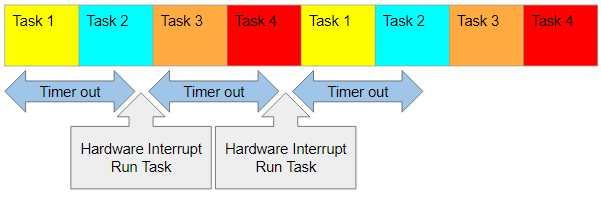 Task 1 Task 2 Task 3 Task 4 Task 1 Task 2 Task 3 Task 4
Timer out Timer out Timer out
Hardware Interrupt Hardware Interrupt
Run Task Run Task